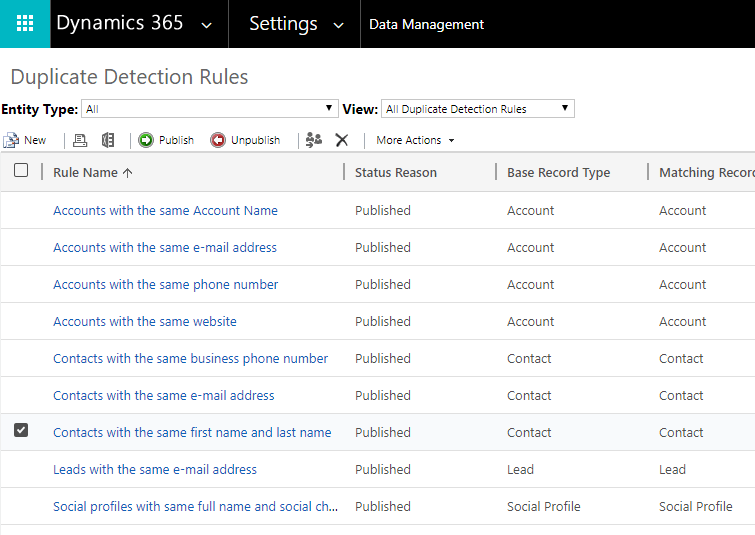 Dynamics 365 Settings Data Management
Duplicate Detection Rules
Entity Type: All View: All Duplicate Detection Rules
New Publish Unpublish More Actions
Rule Name Status Reason Base Record Type Matching Recor
Accounts with the same Account Name Published Account Account
Accounts with the same e-mail address Published Account Account
Accounts with the same phone number Published Account Account
Accounts with the same website Published Account Account
Contacts with the same business phone number Published Contact Contact
Contacts with the same e-mail address Published Contact Contact
Contacts with the same first name and last name Published Contact Contact
Leads with the same e-mail address Published Lead Lead
Social profiles with same full name and social ch... Published Social Profile Social Profile